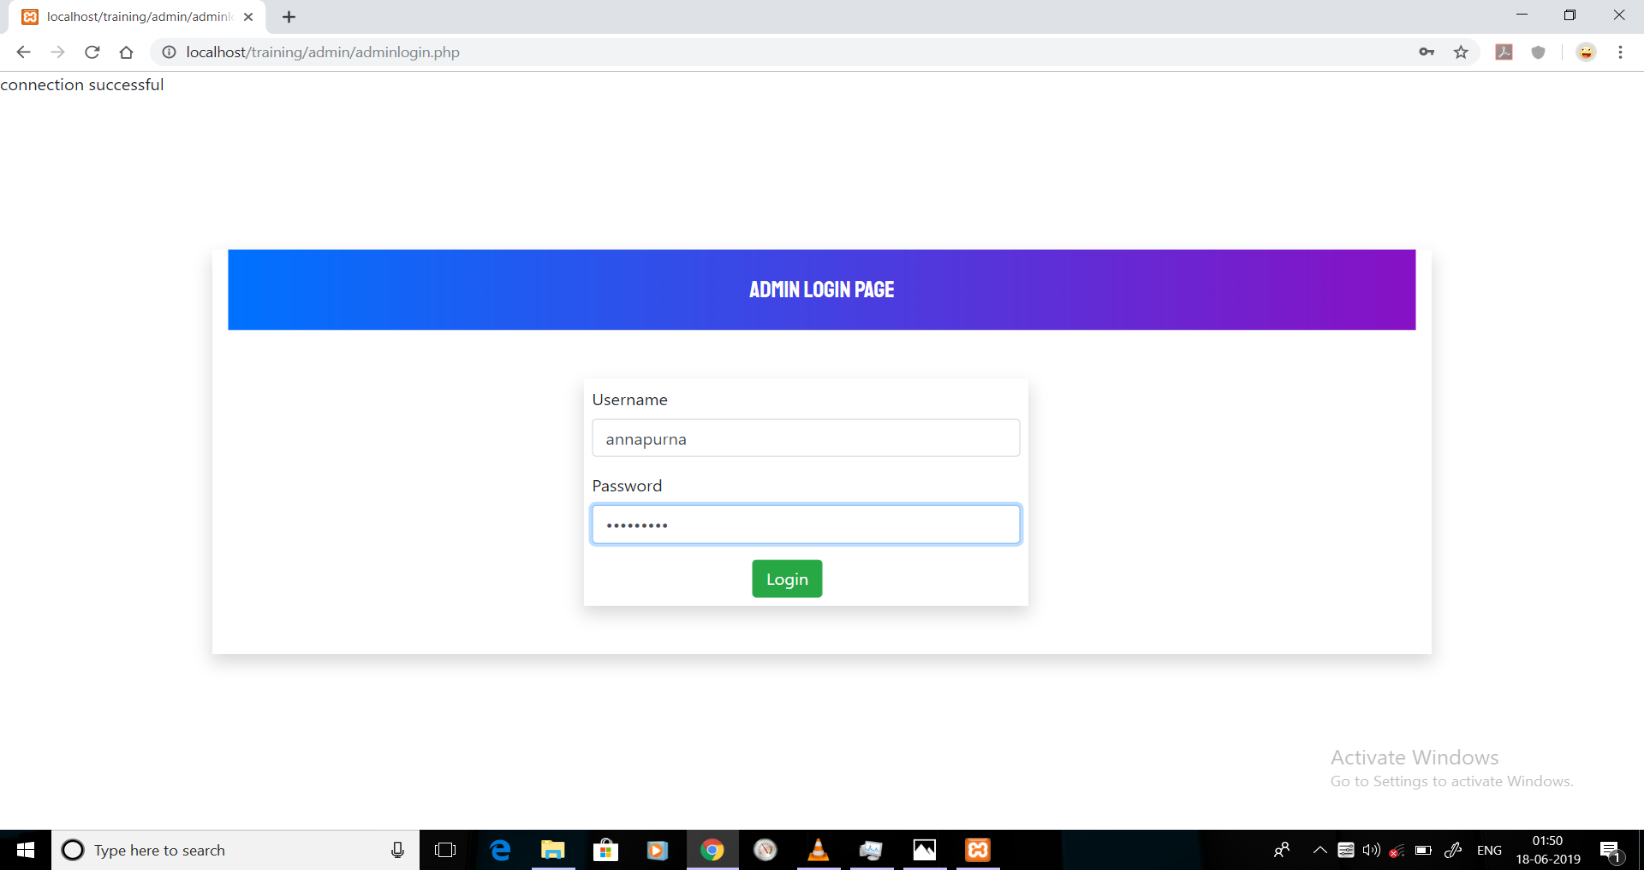 localhost/training/admin/adminl
localhost/training/admin/adminlogin.php
connection successful
ADMIN LOGIN PAGE
Username
annapurna
Password
•••••••••
Login
Activate Windows
Go to Settings to activate Windows.
Type here to search
ENG
01:50
18-06-2019
1